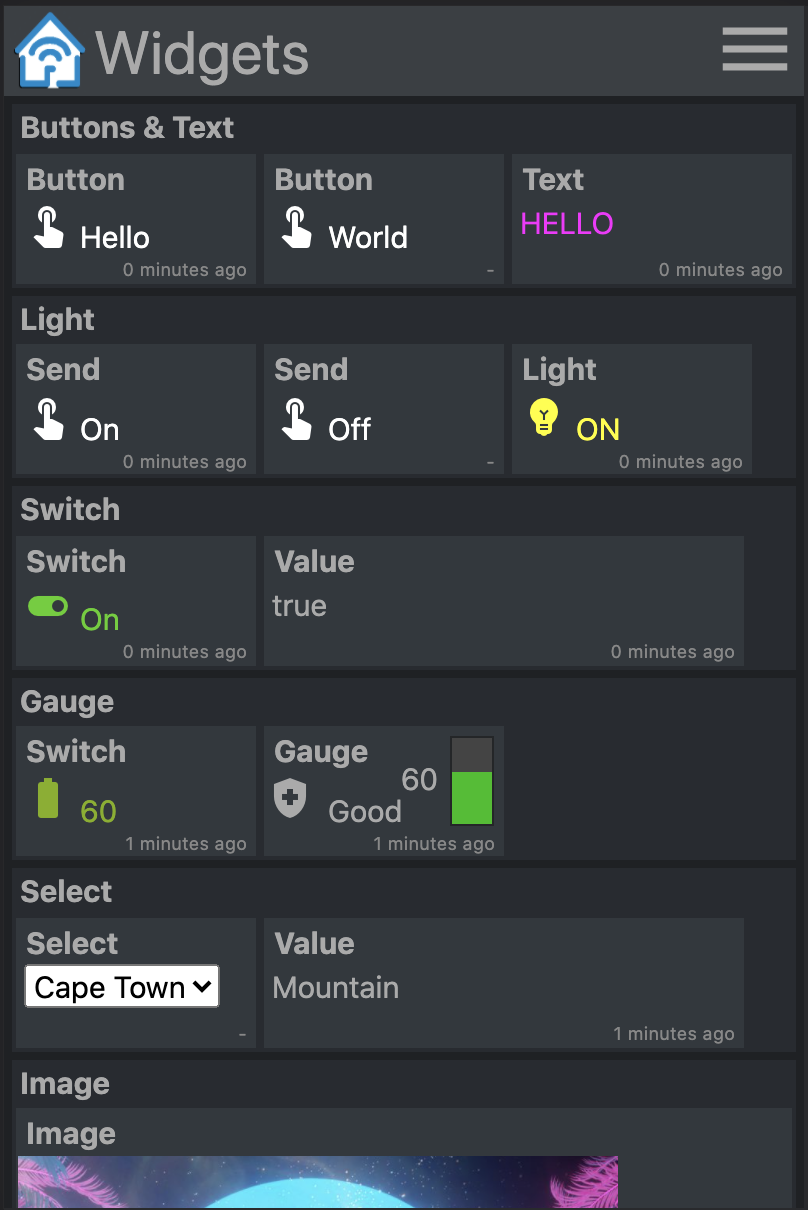 Widgets
Buttons & Text
Button
Hello
0 minutes ago
Button
World
-
Text
HELLO
0 minutes ago
Light
Send
On
0 minutes ago
Send
Off
-
Light
ON
0 minutes ago
Switch
Switch
On
0 minutes ago
Value
true
0 minutes ago
Gauge
Switch
60
1 minutes ago
Gauge
60
Good
1 minutes ago
Select
Select
Cape Town
-
Value
Mountain
1 minutes ago
Image
Image